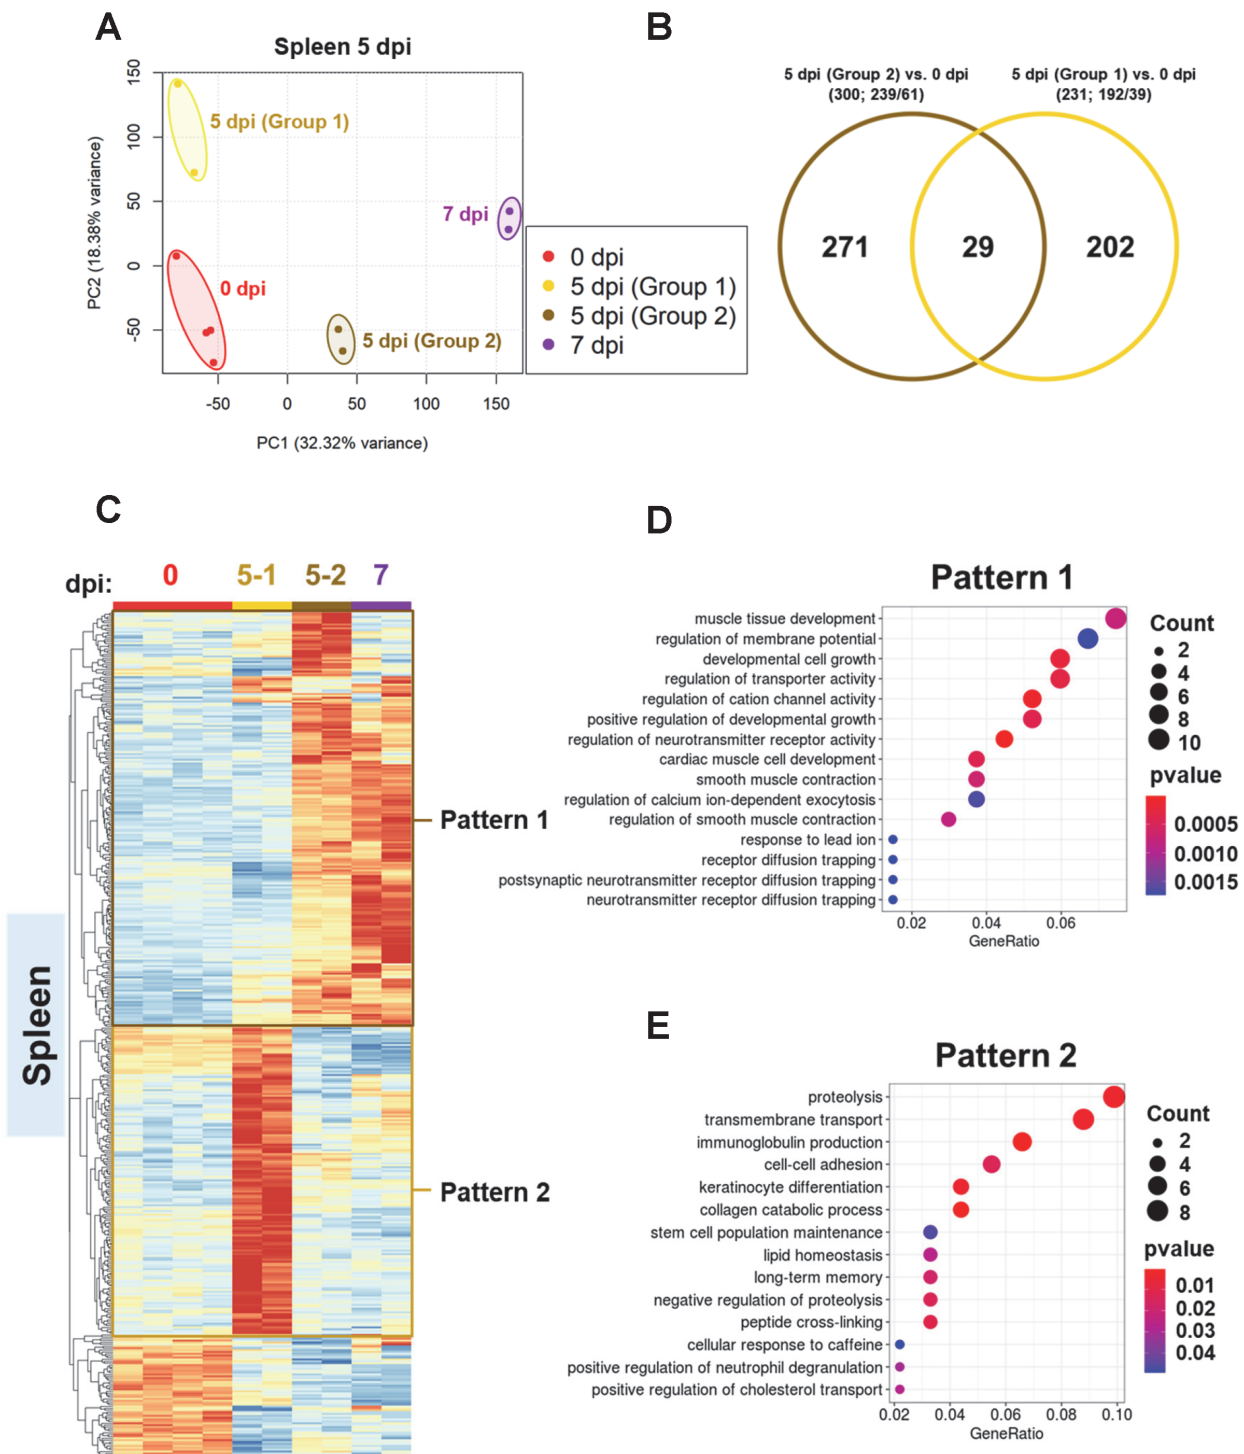 A
Spleen 5 dpi
PC2 (18.38% variance)
150
100
50
0
-50
5 dpi (Group 1)
7 dpi
0 dpi
5 dpi (Group 2)
0 dpi
5 dpi (Group 1)
5 dpi (Group 2)
7 dpi
-50 0 50 100 150
PC1 (32.32% variance)
B
5 dpi (Group 2) vs. 0 dpi
(300; 239/61)
5 dpi (Group 1) vs. 0 dpi
(231; 192/39)
271 29 202
C
dpi: 0 5-1 5-2 7
Spleen
Pattern 1
Pattern 2
D
Pattern 1
muscle tissue development
regulation of membrane potential
developmental cell growth
regulation of transporter activity
regulation of cation channel activity
positive regulation of developmental growth
regulation of neurotransmitter receptor activity
cardiac muscle cell development
smooth muscle contraction
regulation of calcium ion-dependent exocytosis
regulation of smooth muscle contraction
response to lead ion
receptor diffusion trapping
postsynaptic neurotransmitter receptor diffusion trapping
neurotransmitter receptor diffusion trapping
0.02 0.04 0.06
GeneRatio
Count
2
4
6
8
10
pvalue
0.0005
0.0010
0.0015
E
Pattern 2
proteolysis
transmembrane transport
immunoglobulin production
cell-cell adhesion
keratinocyte differentiation
collagen catabolic process
stem cell population maintenance
lipid homeostasis
long-term memory
negative regulation of proteolysis
peptide cross-linking
cellular response to caffeine
positive regulation of neutrophil degranulation
positive regulation of cholesterol transport
0.02 0.04 0.06 0.08 0.10
GeneRatio
Count
2
4
6
8
pvalue
0.01
0.02
0.03
0.04